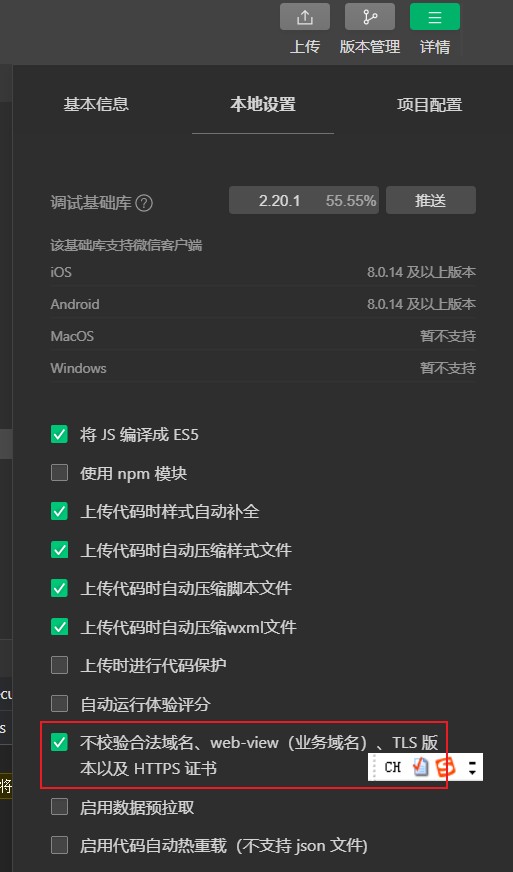 上传 版本管理 详情
基本信息 本地设置 项目配置
调试基础库 ? 2.20.1 55.55% 推送
该基础库支持微信客户端
iOS 8.0.14 及以上版本
Android 8.0.14 及以上版本
MacOS 暂不支持
Windows 暂不支持
将 JS 编译成 ES5
使用 npm 模块
上传代码时样式自动补全
上传代码时自动压缩样式文件
上传代码时自动压缩脚本文件
上传代码时自动压缩wxml文件
上传时进行代码保护
自动运行体验评分
不校验合法域名、web-view（业务域名）、TLS 版
本以及 HTTPS 证书
CH S
启用数据预拉取
启用代码自动热重载（不支持 json 文件）
ecu
s
将